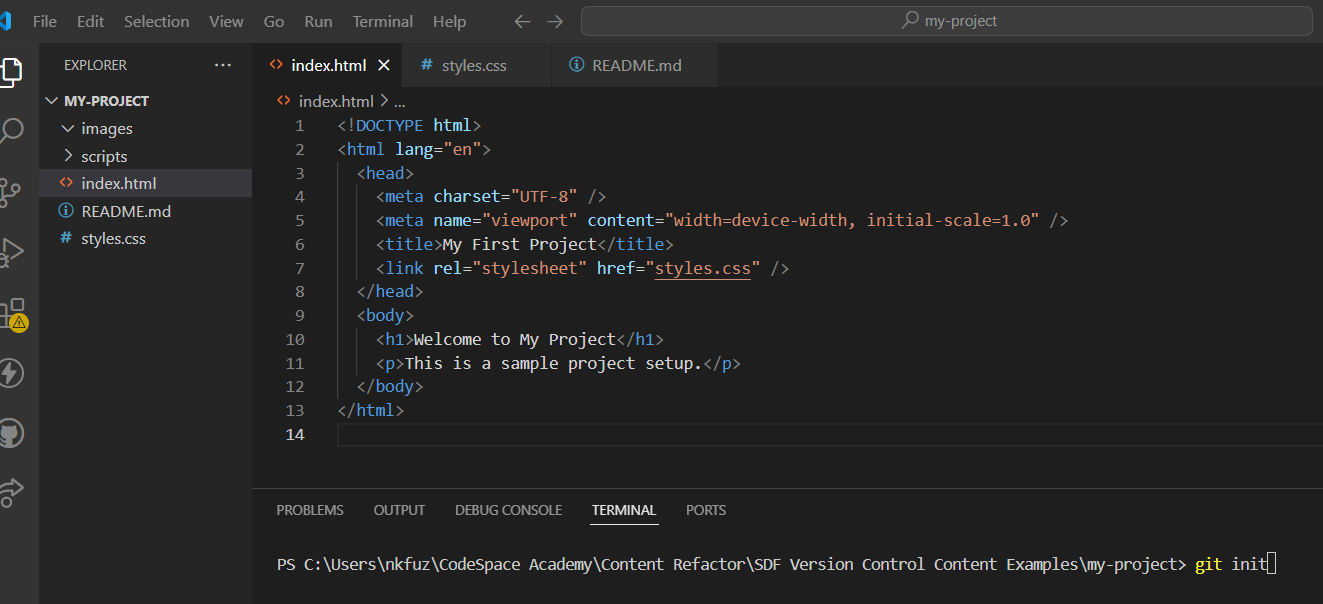 File Edit Selection View Go Run Terminal Help my-project
EXPLORER ...
MY-PROJECT
images
scripts
index.html
README.md
styles.css
index.html # styles.css README.md
index.html > ...
1 <!DOCTYPE html>
2 <html lang="en">
3 <head>
4 <meta charset="UTF-8" />
5 <meta name="viewport" content="width=device-width, initial-scale=1.0" />
6 <title>My First Project</title>
7 <link rel="stylesheet" href="styles.css" />
8 </head>
9 <body>
10 <h1>Welcome to My Project</h1>
11 <p>This is a sample project setup.</p>
12 </body>
13 </html>
14
PROBLEMS OUTPUT DEBUG CONSOLE TERMINAL PORTS
PS C:\Users\nkfuz\CodeSpace Academy\Content Refactor\SDF Version Control Content Examples\my-project> git init